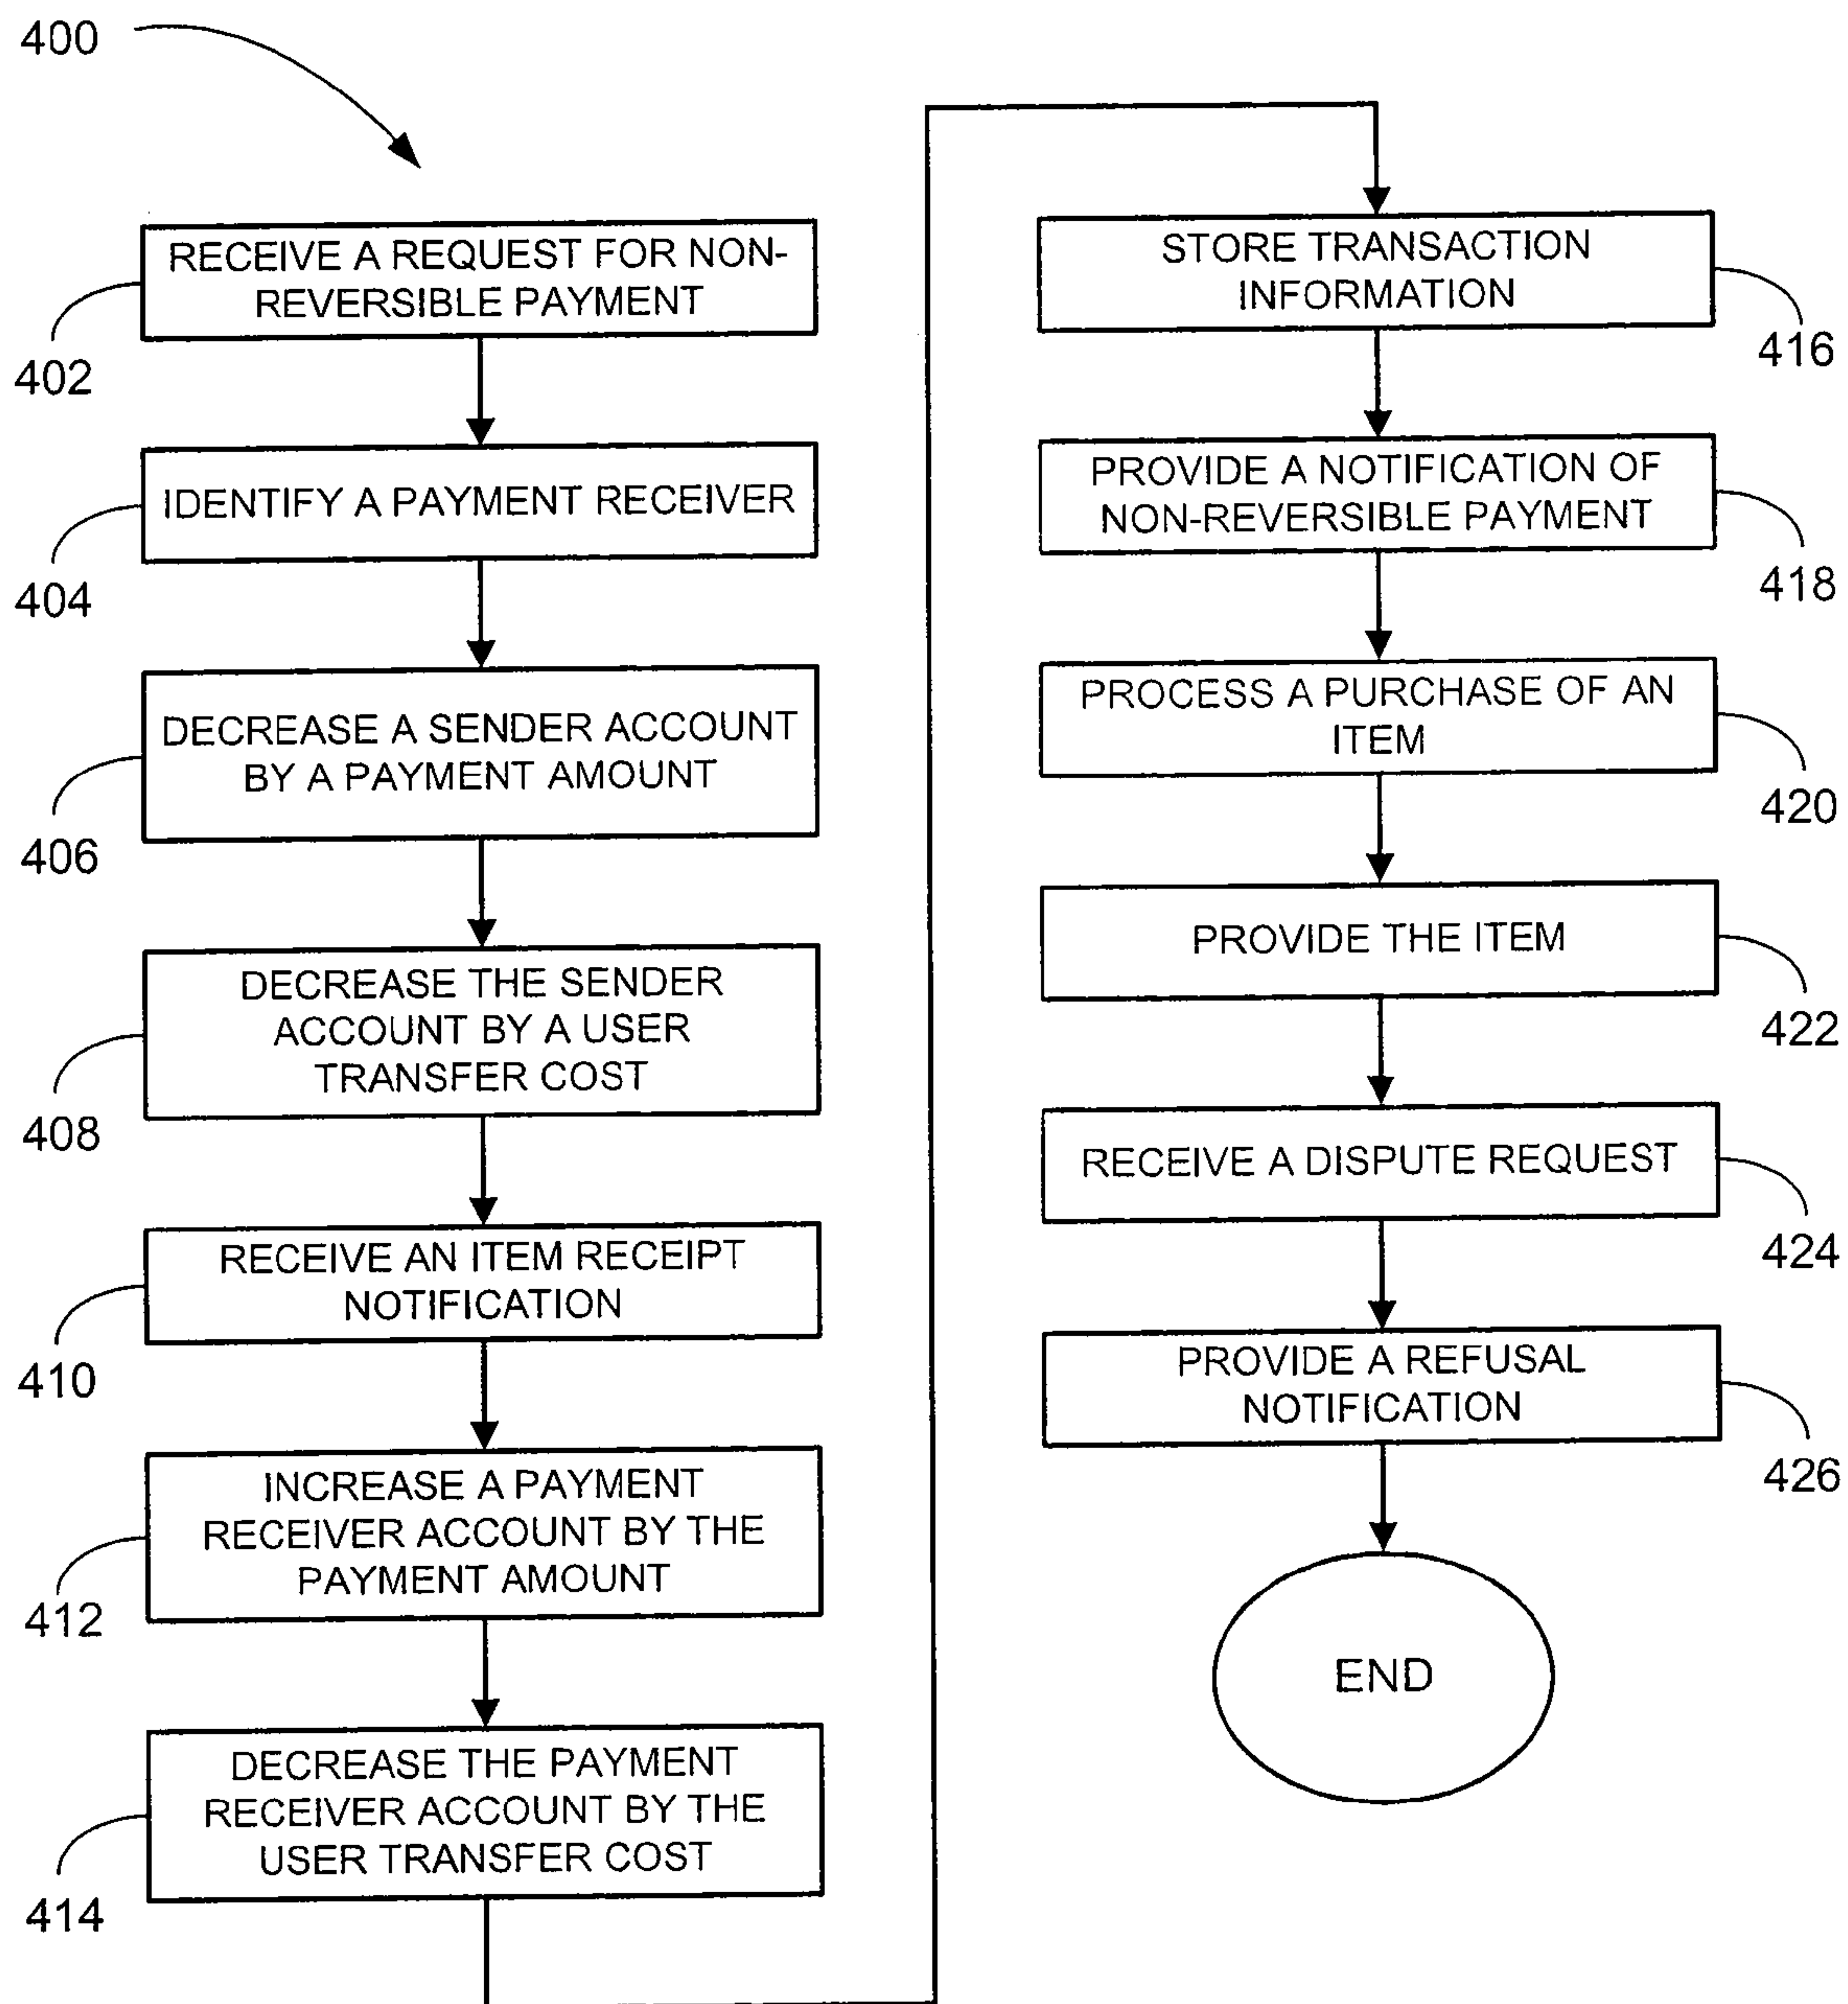 400
RECEIVE A REQUEST FOR NON-
REVERSIBLE PAYMENT
402
IDENTIFY A PAYMENT RECEIVER
404
DECREASE A SENDER ACCOUNT
BY A PAYMENT AMOUNT
406
DECREASE THE SENDER
ACCOUNT BY A USER
TRANSFER COST
408
RECEIVE AN ITEM RECEIPT
NOTIFICATION
410
INCREASE A PAYMENT
RECEIVER ACCOUNT BY THE
PAYMENT AMOUNT
412
DECREASE THE PAYMENT
RECEIVER ACCOUNT BY THE
USER TRANSFER COST
414
STORE TRANSACTION
INFORMATION
416
PROVIDE A NOTIFICATION OF
NON-REVERSIBLE PAYMENT
418
PROCESS A PURCHASE OF AN
ITEM
420
PROVIDE THE ITEM
422
RECEIVE A DISPUTE REQUEST
424
PROVIDE A REFUSAL
NOTIFICATION
426
END